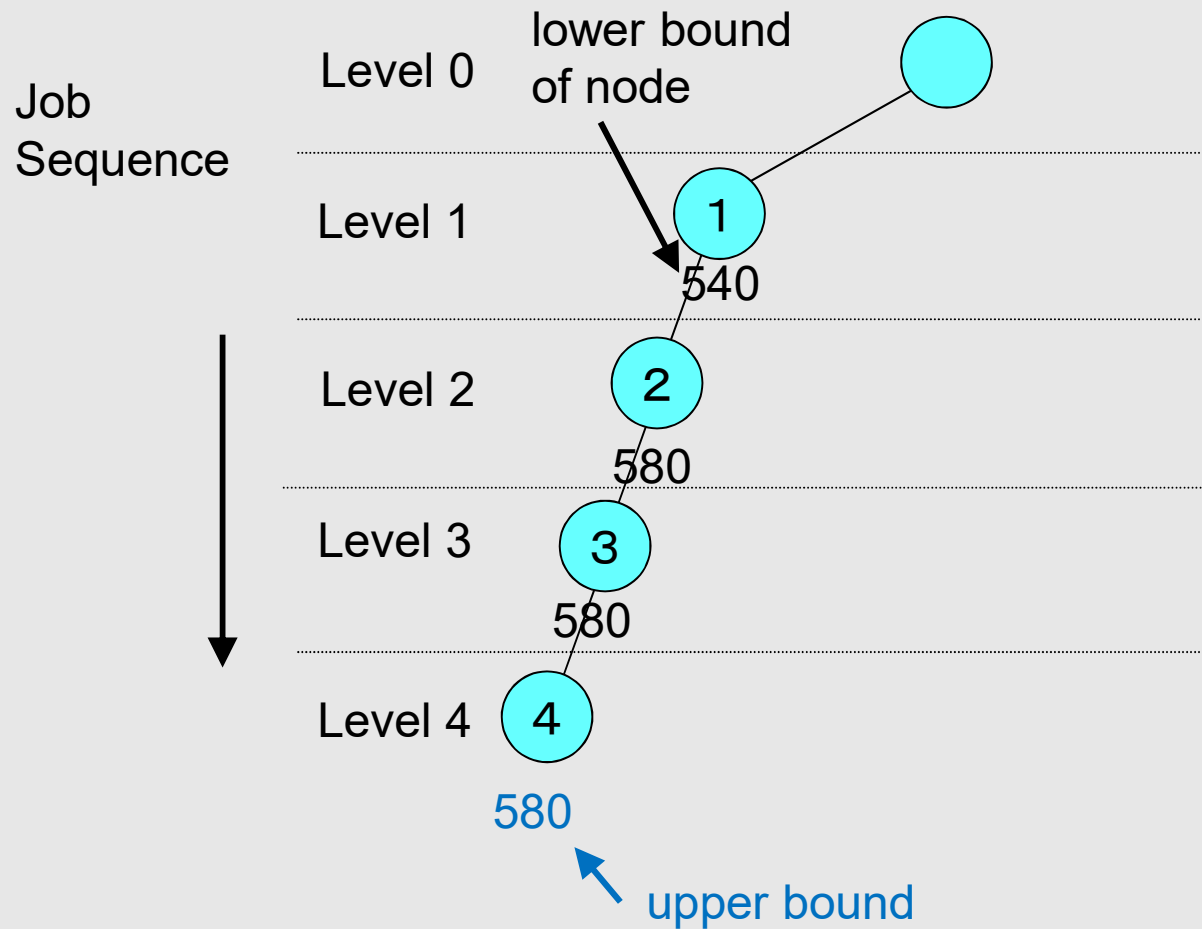 Job
Sequence
Level 0
lower bound
of node
Level 1
1
540
Level 2
2
580
Level 3
3
580
Level 4
4
580
upper bound